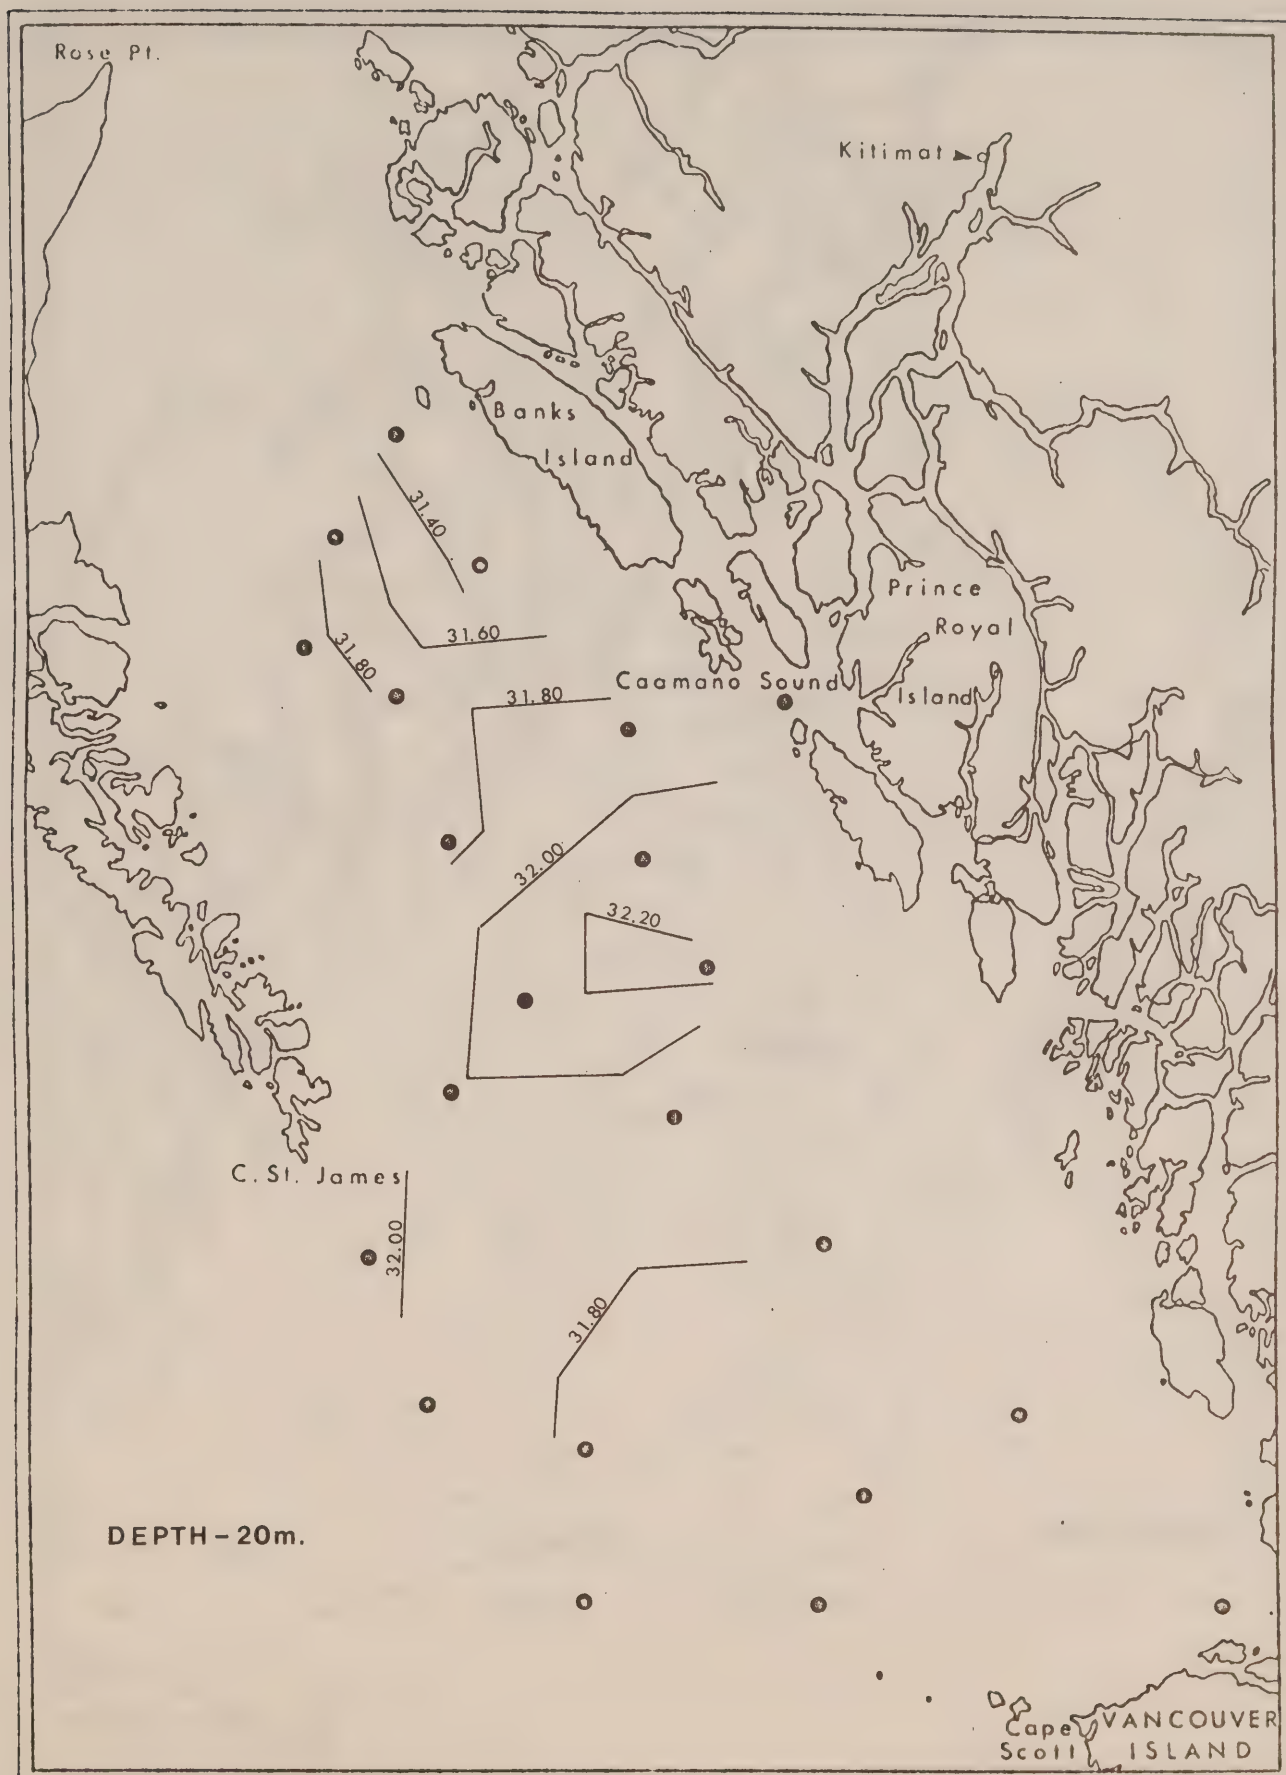 Rose Pt.
Kitimat
Banks
Island
31.40
31.60
31.80
Prince
Royal
Island
Caamano Sound
31.80
32.00
32.20
C. St. James
32.00
31.80
DEPTH - 20m.
Cape
Scott
VANCOUVER
ISLAND